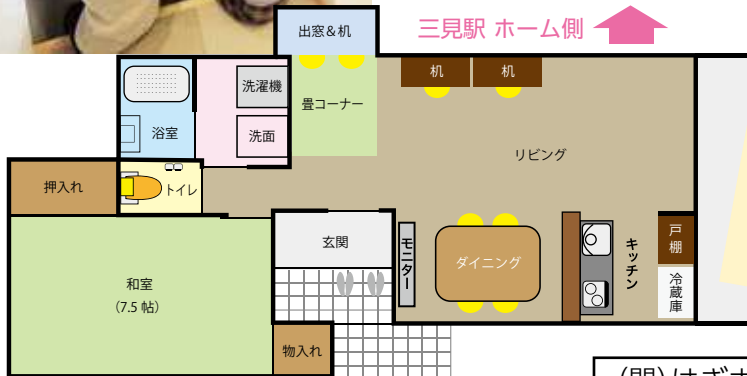 出窓&机
三見駅 ホーム側
机
机
洗濯機
畳コーナー
浴室
洗面
リビング
押入れ
トイレ
玄関
モニター
ダイニング
キッチン
戸棚
冷蔵庫
和室
（7.5 帖）
物入れ